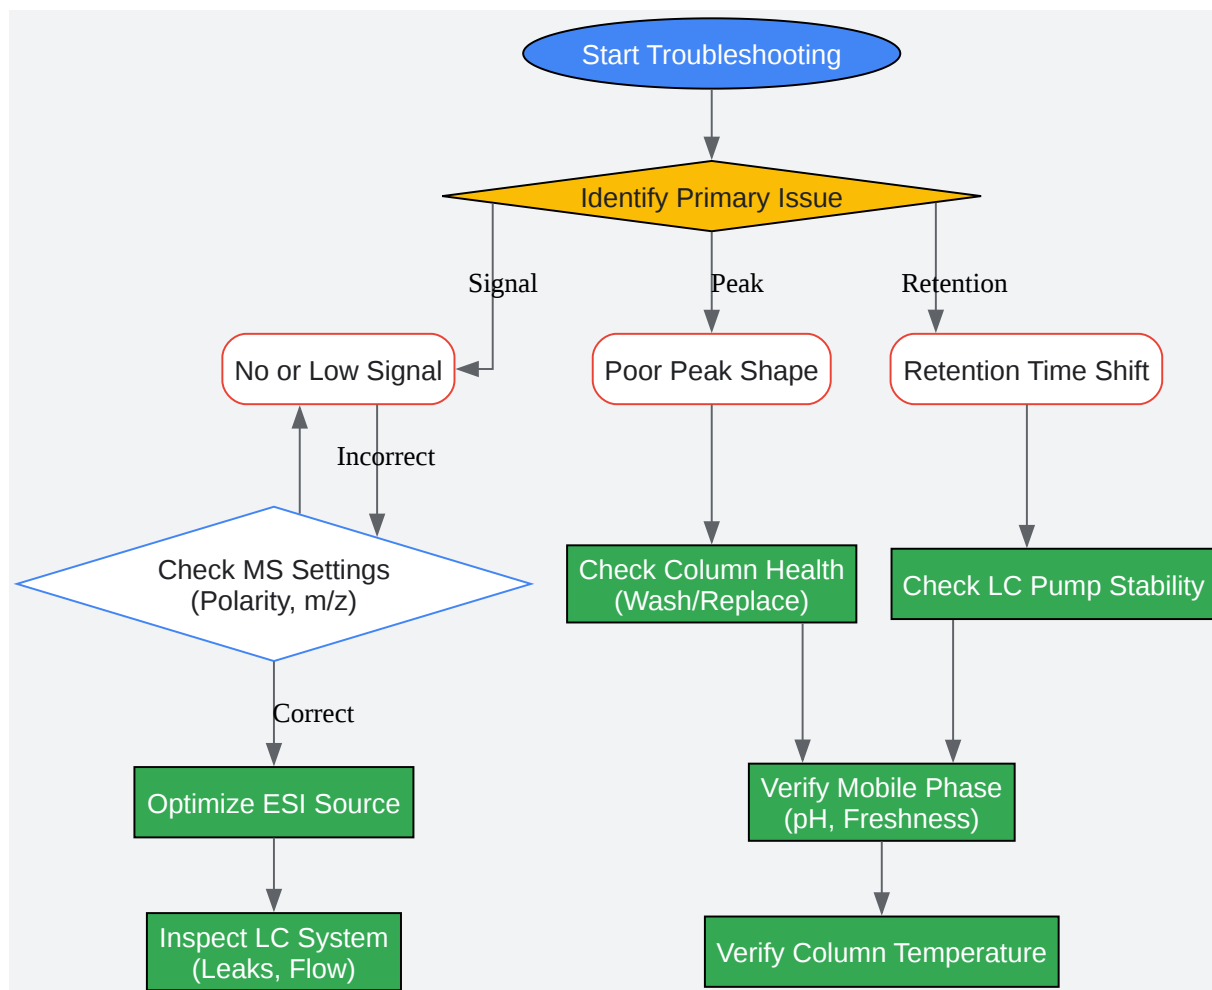 Start Troubleshooting
Identify Primary Issue
Signal
Peak
Retention
No or Low Signal
Poor Peak Shape
Retention Time Shift
Incorrect
Check MS Settings
(Polarity, m/z)
Check Column Health
(Wash/Replace)
Check LC Pump Stability
Correct
Optimize ESI Source
Verify Mobile Phase
(pH, Freshness)
Inspect LC System
(Leaks, Flow)
Verify Column Temperature